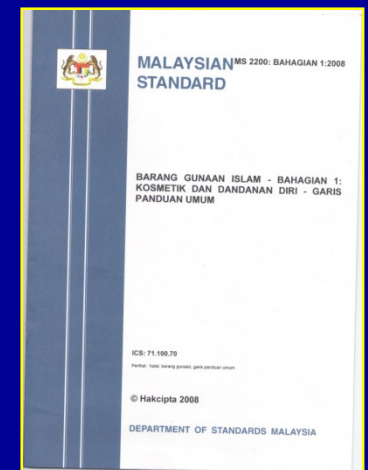 MALAYSIAN MS 2200: BAHAGIAN 1:2008
STANDARD
BARANG GUNAAN ISLAM - BAHAGIAN 1:
KOSMETIK DAN DANDANAN DIRI - GARIS
PANDUAN UMUM
ICS: 71.100.70
Perihal: halal, barang gunaan, garis panduan umum
© Hakcipta 2008
DEPARTMENT OF STANDARDS MALAYSIA